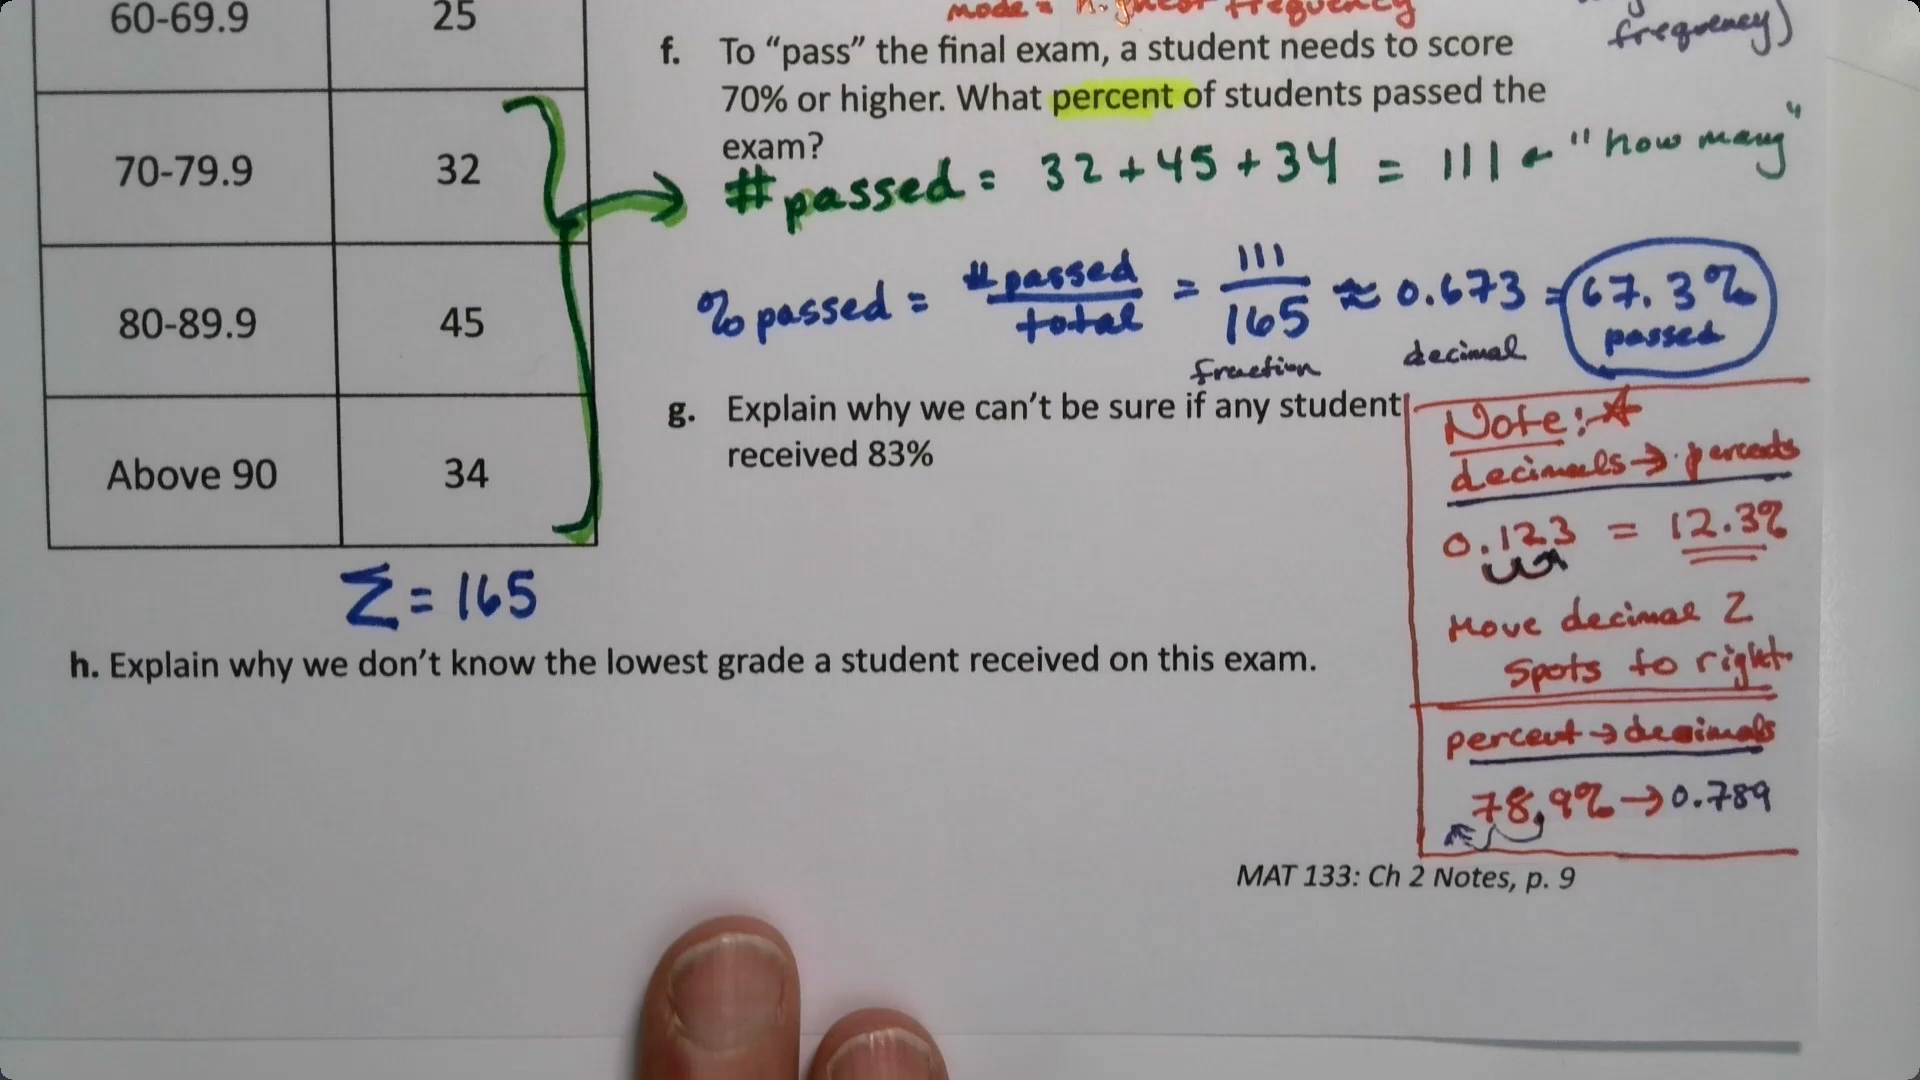 60-69.9 25
mode = highest frequency
frequency)
f. To “pass” the final exam, a student needs to score
70% or higher. What percent of students passed the
exam?
70-79.9 32
# passed = 32 + 45 + 34 = 111 ← "how many"
80-89.9 45
% passed = # passed / total = 111 / 165 ≈ 0.673 = 67.3%
passed
fraction decimal
g. Explain why we can’t be sure if any student
received 83%
Above 90 34
Σ = 165
Note: ☆
decimals → percents
0.123 = 12.3%
Move decimal 2
spots to right.
percent → decimals
78.9% → 0.789
h. Explain why we don’t know the lowest grade a student received on this exam.
MAT 133: Ch 2 Notes, p. 9